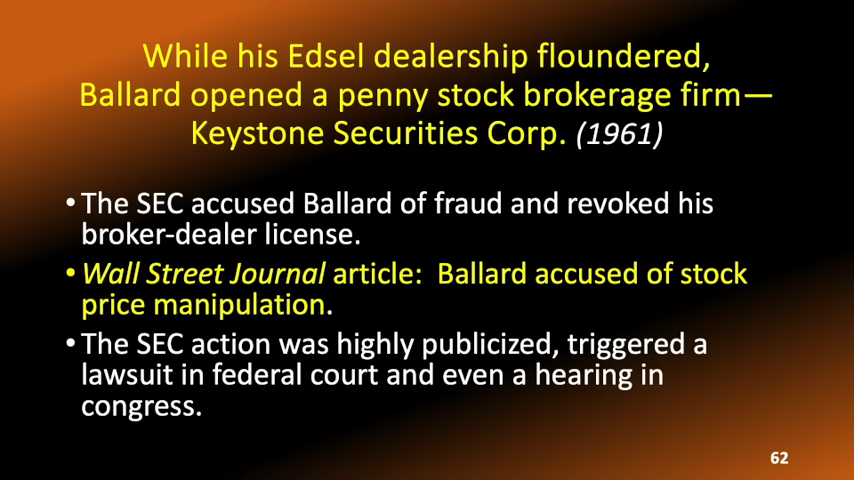 While his Edsel dealership floundered,
Ballard opened a penny stock brokerage firm—
Keystone Securities Corp. (1961)
•The SEC accused Ballard of fraud and revoked his
broker-dealer license.
•Wall Street Journal article:  Ballard accused of stock
price manipulation.
•The SEC action was highly publicized, triggered a
lawsuit in federal court and even a hearing in
congress.
62